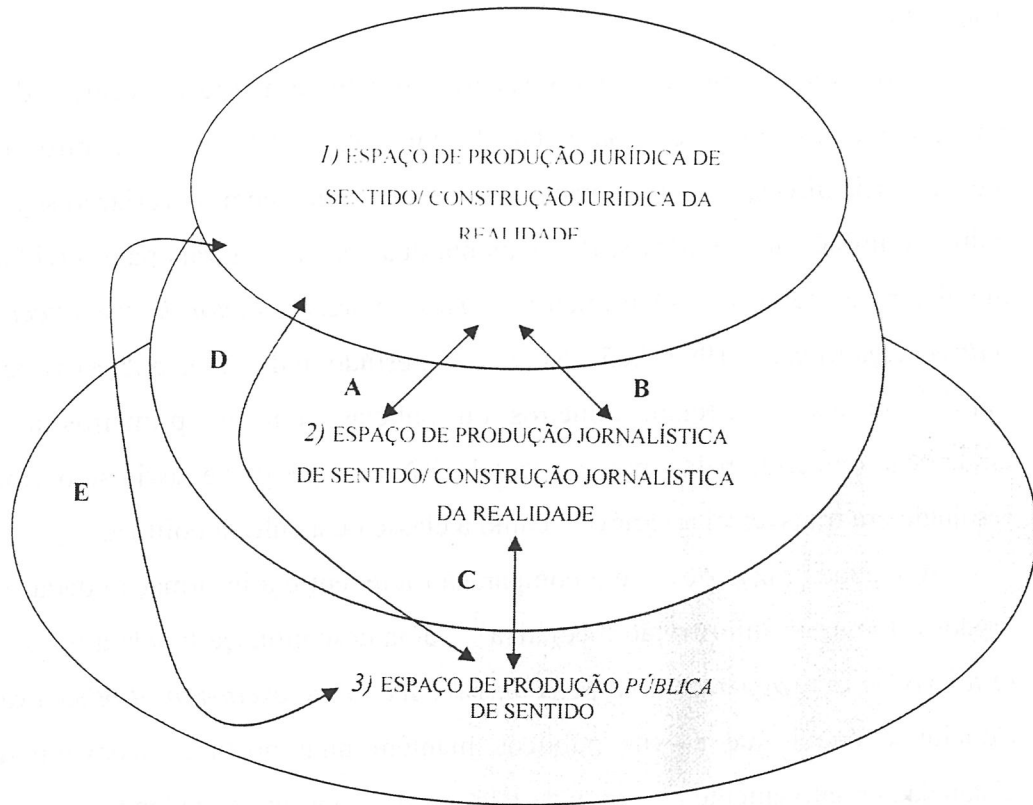 1) ESPAÇO DE PRODUÇÃO JURÍDICA DE
SENTIDO/ CONSTRUÇÃO JURÍDICA DA
REALIDADE
D
A
B
2) ESPAÇO DE PRODUÇÃO JORNALÍSTICA
DE SENTIDO/ CONSTRUÇÃO JORNALÍSTICA
DA REALIDADE
E
C
3) ESPAÇO DE PRODUÇÃO PÚBLICA
DE SENTIDO